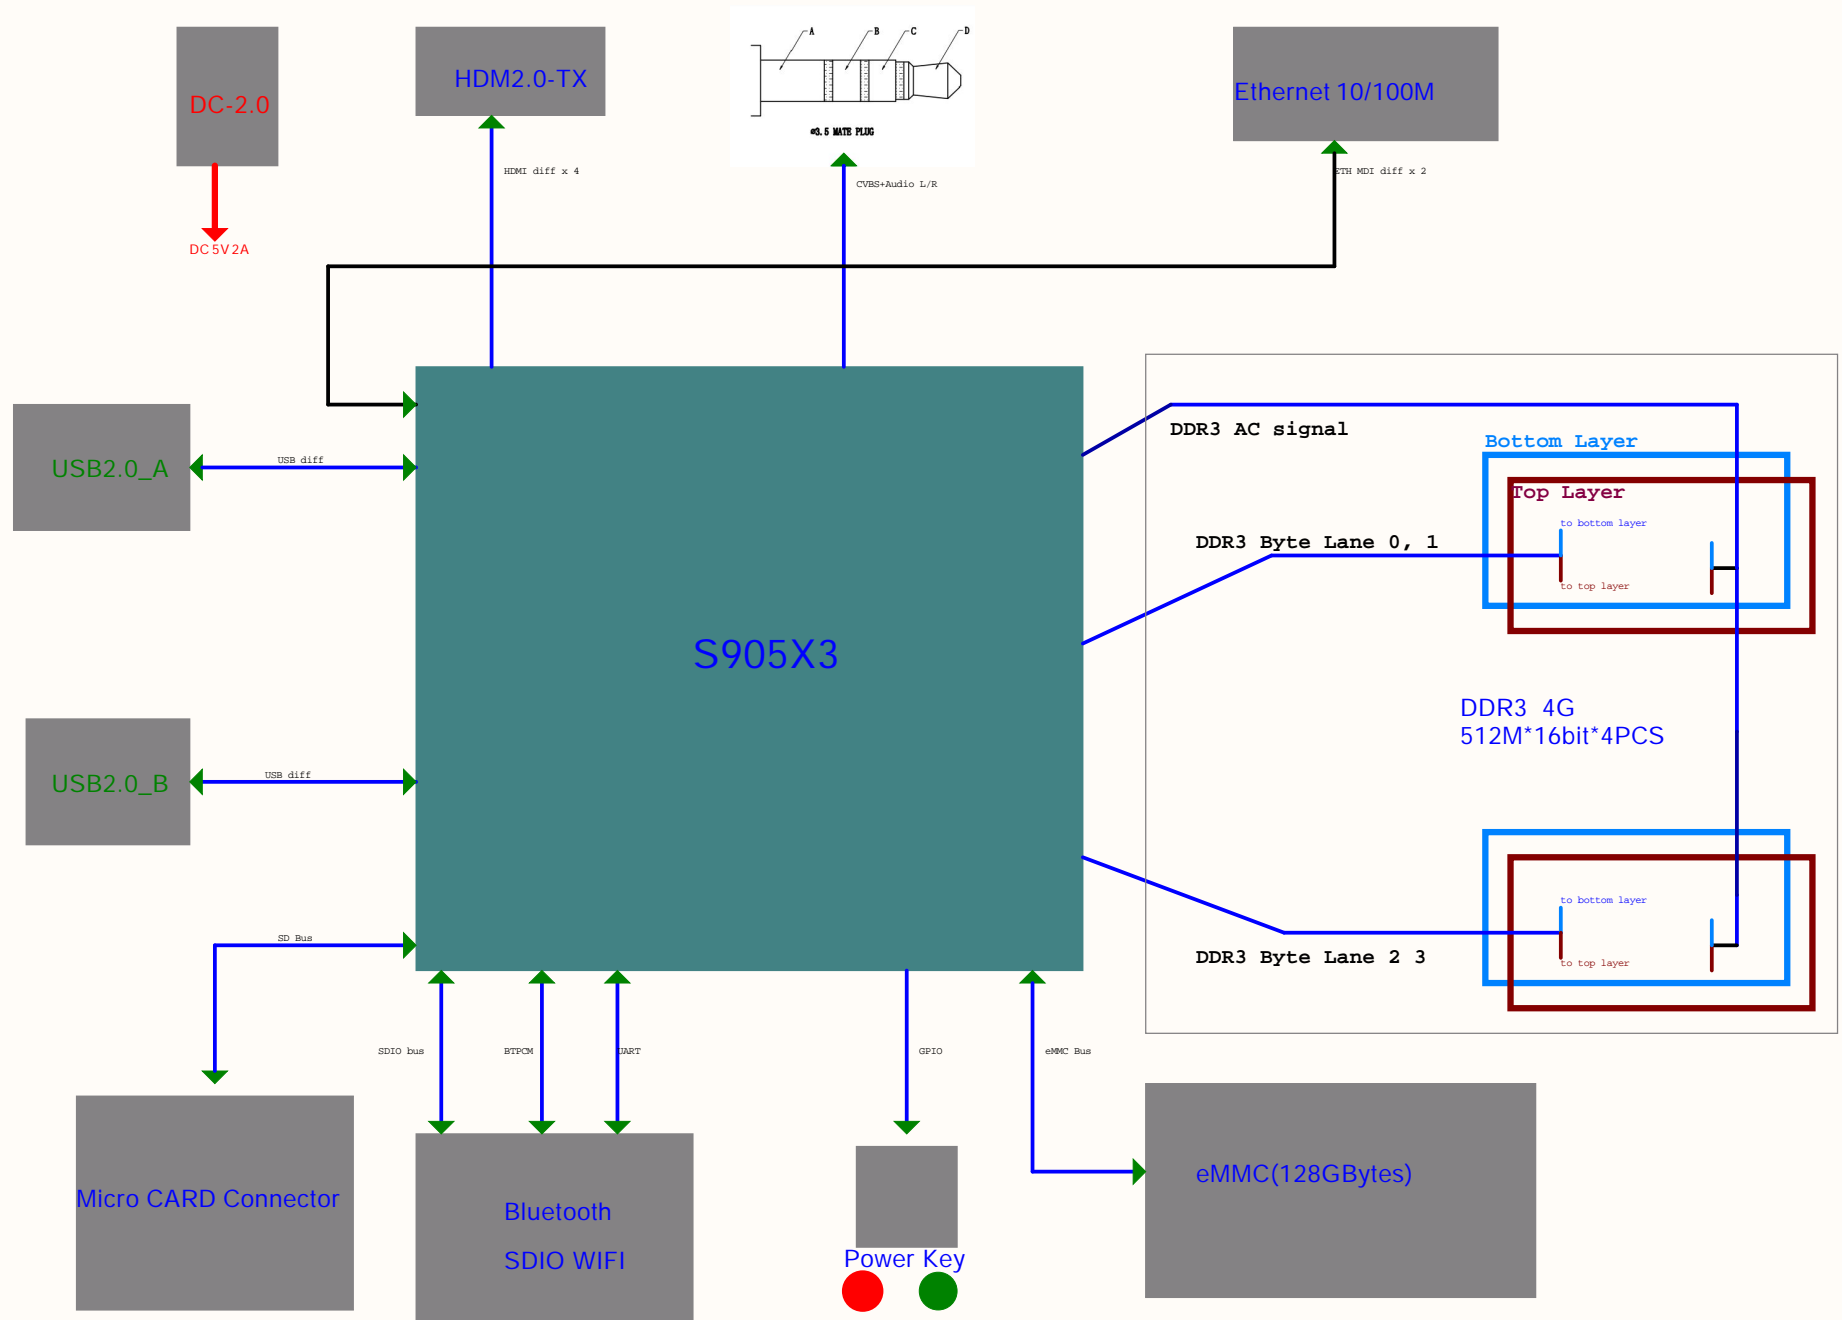 A
B
C
D
ø3.5 MATE PLUG
HDM2.0-TX
DC-2.0
Ethernet 10/100M
HDMI diff x 4
ETH MDI diff x 2
CVBS+Audio L/R
DC 5V 2A
DDR3 AC signal
Bottom Layer
USB2.0_A
USB diff
Top Layer
to bottom layer
DDR3 Byte Lane 0, 1
to top layer
S905X3
DDR3 4G
512M*16bit*4PCS
USB2.0_B
USB diff
to bottom layer
SD Bus
DDR3 Byte Lane 2 3
to top layer
SDIO bus
BTPCM
UART
GPIO
eMMC Bus
Micro CARD Connector
Bluetooth
SDIO WIFI
eMMC(128GBytes)
Power Key